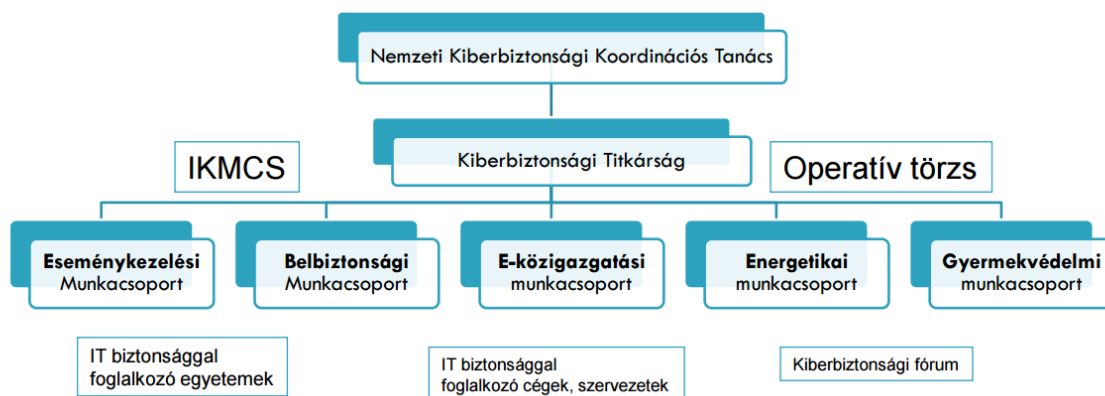 Nemzeti Kiberbiztonsági Koordinációs Tanács
Kiberbiztonsági Titkárság
IKMCS
Operatív törzs
Eseménykezelési
Munkacsoport
Belbiztonsági
Munkacsoport
E-közigazgatási
munkacsoport
Energetikai
munkacsoport
Gyermekvédelmi
munkacsoport
IT biztonsággal
foglalkozó egyetemek
IT biztonsággal
foglalkozó cégek, szervezetek
Kiberbiztonsági fórum